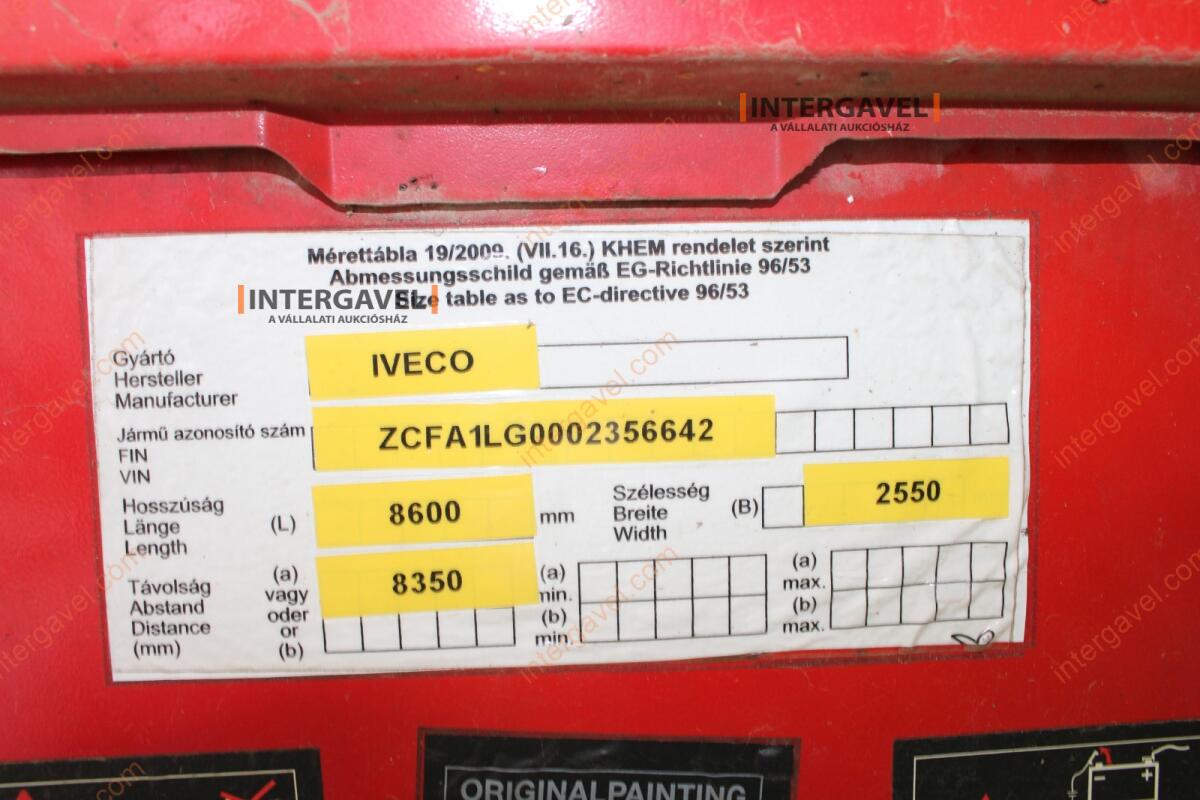 INTERGAVEL
A VÁLLALATI AUKCIÓSHÁZ
Mérettábla 19/2009. (VII.16.) KHEM rendelet szerint
Abmessungsschild gemäß EG-Richtlinie 96/53
Size table as to EC-directive 96/53
INTERGAVEL
A VÁLLALATI AUKCIÓSHÁZ
Gyártó
Hersteller
Manufacturer
IVECO
Jármű azonosító szám
FIN
VIN
ZCFA1LG0002356642
Hosszúság
Länge
Length
(L)
8600
mm
Szélesség
Breite
Width
(B)
2550
Távolság
Abstand
Distance
(mm)
(a)
vagy
oder
or
(b)
8350
(a)
min.
(b)
min.
(a)
max.
(b)
max.
ORIGINALPAINTING
intergavel.com